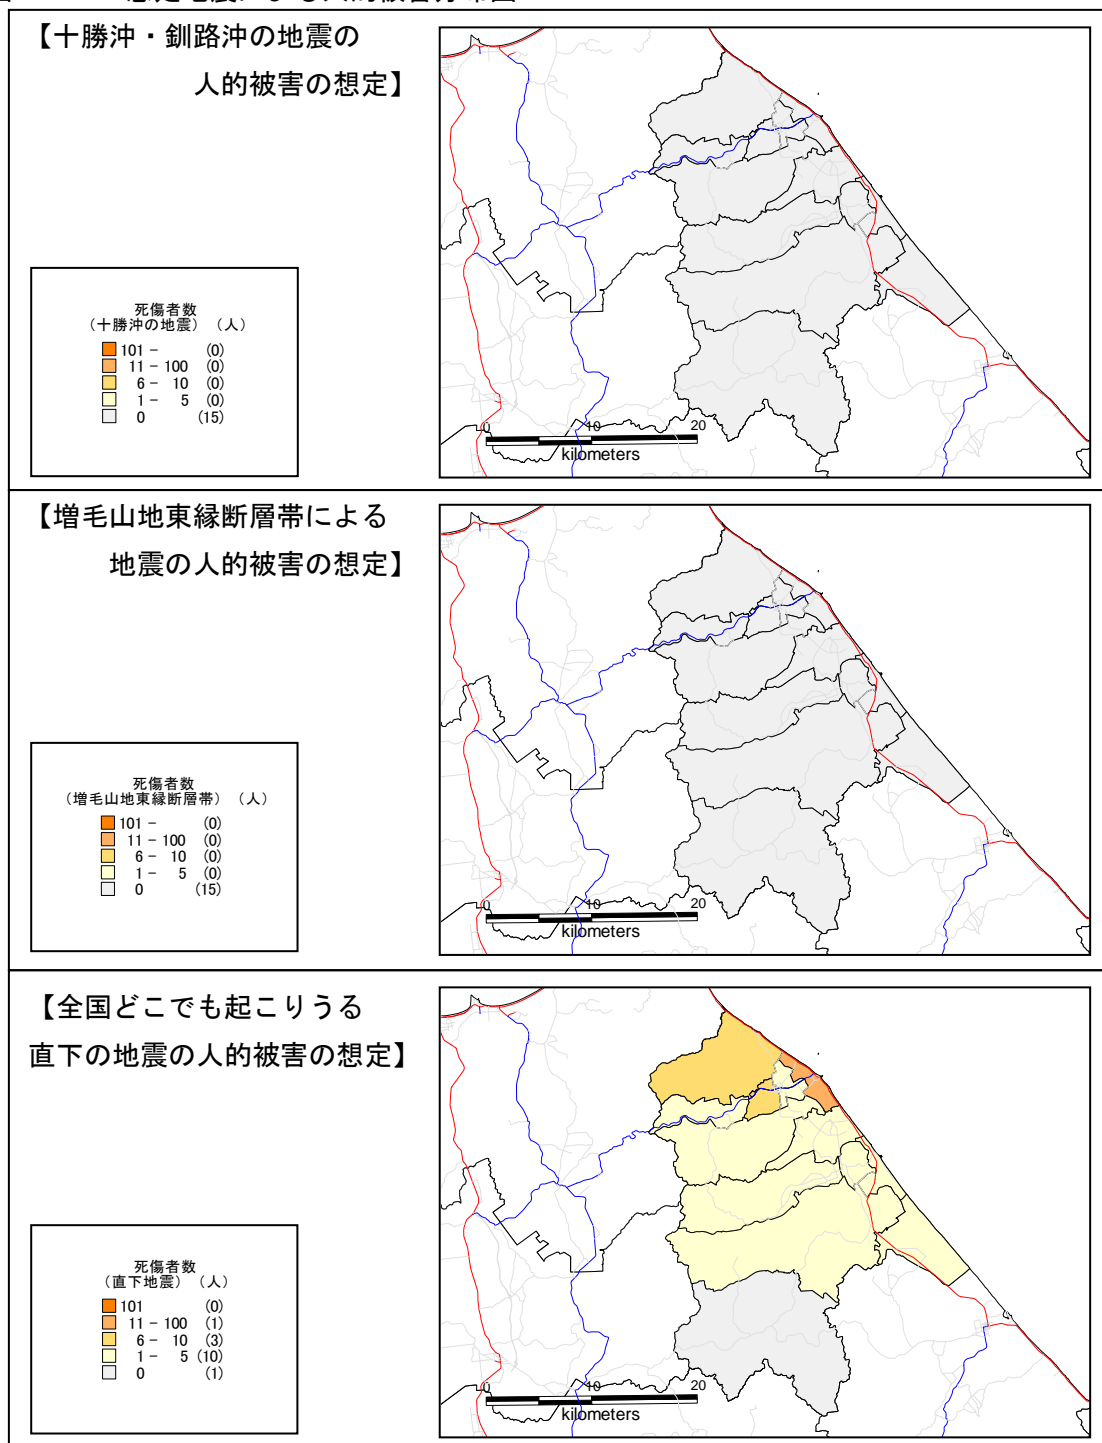 【十勝沖・釧路沖の地震の
人的被害の想定】
死傷者数
（十勝沖の地震）（人）
101 － (0)
11 － 100 (0)
6 － 10 (0)
1 － 5 (0)
0 (15)
0 10 20
kilometers
【増毛山地東縁断層帯による
地震の人的被害の想定】
死傷者数
（増毛山地東縁断層帯）（人）
101 － (0)
11 － 100 (0)
6 － 10 (0)
1 － 5 (0)
0 (15)
0 10 20
kilometers
【全国どこでも起こりうる
直下の地震の人的被害の想定】
死傷者数
（直下地震）（人）
101 (0)
11 － 100 (1)
6 － 10 (3)
1 － 5 (10)
0 (1)
0 10 20
kilometers